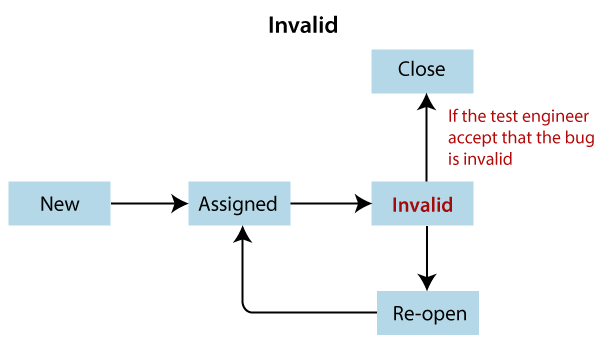 Invalid
Close
If the test engineer
accept that the bug
is invalid
New
Assigned
Invalid
Re-open